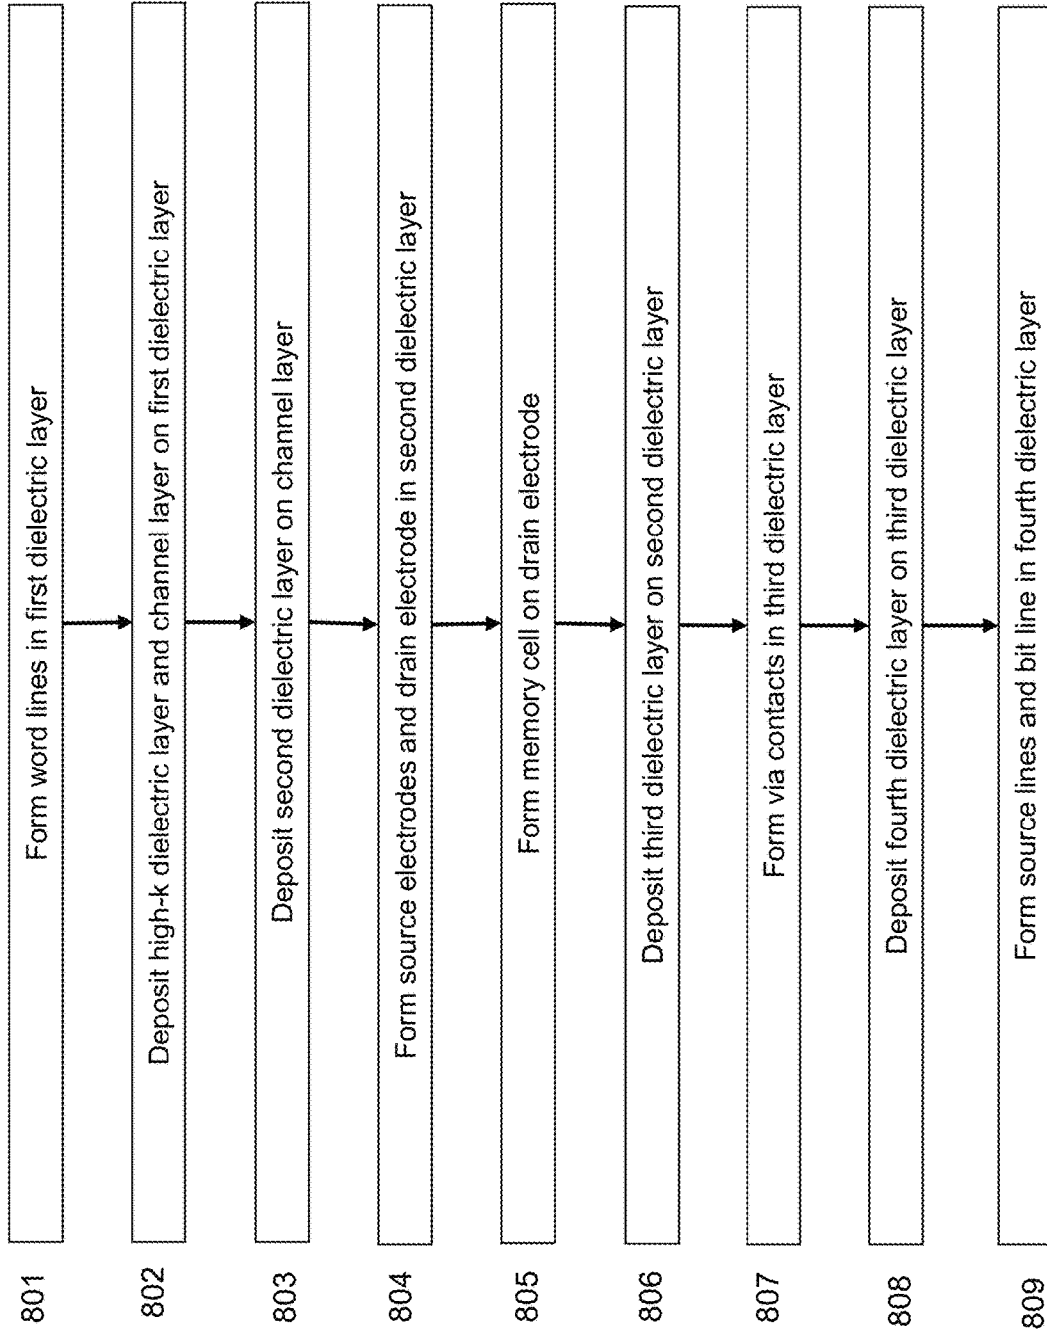 801 Form word lines in first dielectric layer
802 Deposit high-k dielectric layer and channel layer on first dielectric layer
803 Deposit second dielectric layer on channel layer
804 Form source electrodes and drain electrode in second dielectric layer
805 Form memory cell on drain electrode
806 Deposit third dielectric layer on second dielectric layer
807 Form via contacts in third dielectric layer
808 Deposit fourth dielectric layer on third dielectric layer
809 Form source lines and bit line in fourth dielectric layer